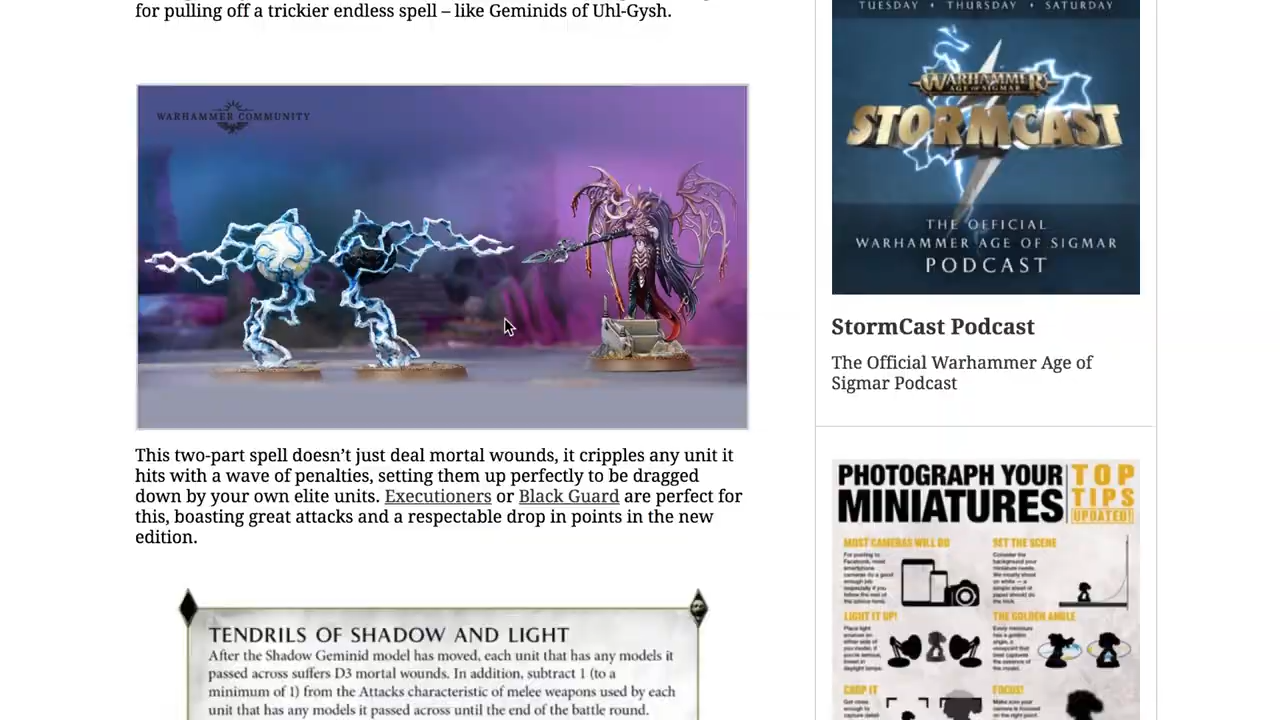 for pulling off a trickier endless spell – like Geminids of Uhl-Gysh.
WARHAMMER COMMUNITY
This two-part spell doesn’t just deal mortal wounds, it cripples any unit it
hits with a wave of penalties, setting them up perfectly to be dragged
down by your own elite units. Executioners or Black Guard are perfect for
this, boasting great attacks and a respectable drop in points in the new
edition.
TENDRILS OF SHADOW AND LIGHT
After the Shadow Geminid model has moved, each unit that has any models it
passed across suffers D3 mortal wounds. In addition, subtract 1 (to a
minimum of 1) from the Attacks characteristic of melee weapons used by each
unit that has any models it passed across until the end of the battle round.
TUESDAY • THURSDAY • SATURDAY
WARHAMMER
AGE OF SIGMAR
STORMCAST
THE OFFICIAL
WARHAMMER AGE OF SIGMAR
PODCAST
StormCast Podcast
The Official Warhammer Age of
Sigmar Podcast
PHOTOGRAPH YOUR
MINIATURES
TOP
TIPS
UPDATED!
MOST CAMERAS WILL DO
SET THE SCENE
LIGHT IT UP!
THE GOLDEN ANGLE
CROP IT
FOCUS!